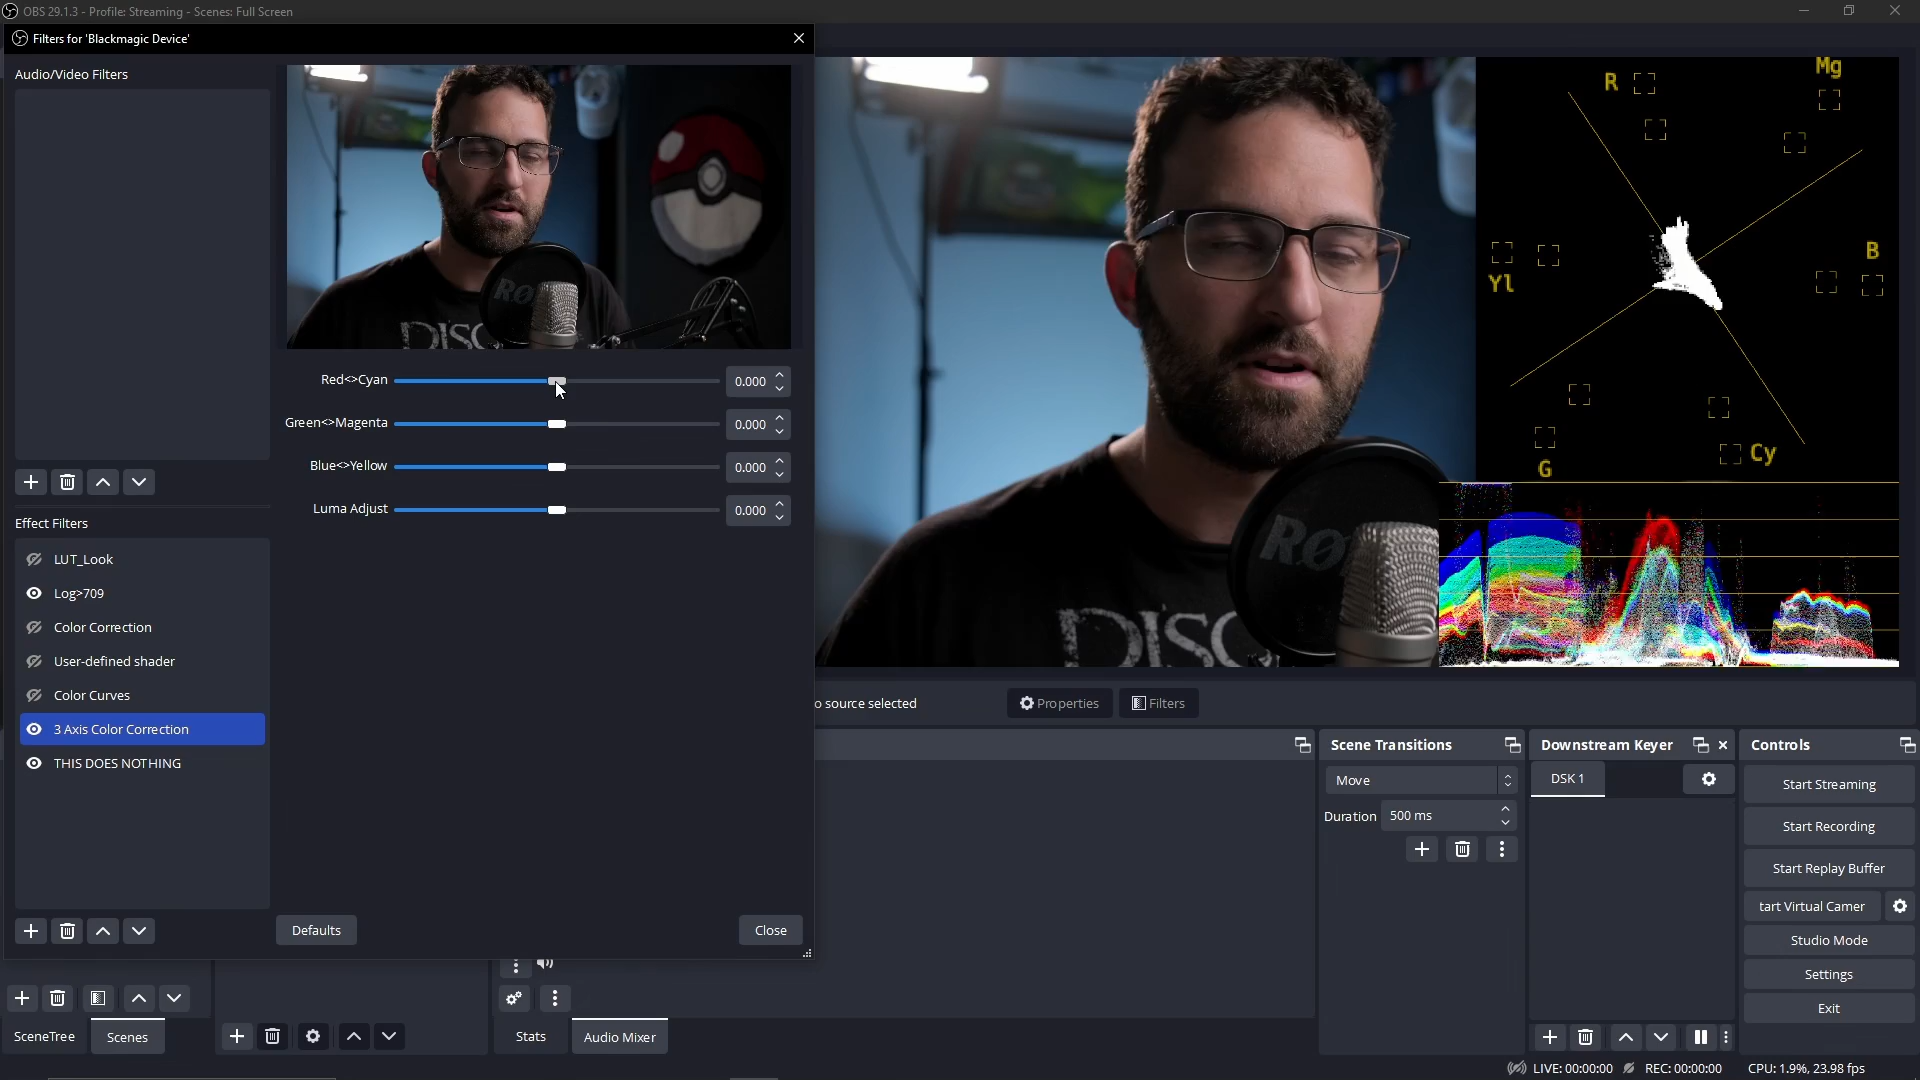 OBS 29.1.3 - Profile: Streaming - Scenes: Full Screen
Filters for 'Blackmagic Device'
Audio/Video Filters
RØ
DISC
Red<>Cyan
0.000
Green<>Magenta
0.000
Blue<>Yellow
0.000
Luma Adjust
0.000
Effect Filters
LUT_Look
Log>709
Color Correction
User-defined shader
Color Curves
3 Axis Color Correction
THIS DOES NOTHING
Defaults
Close
R
Mg
B
Yl
G
Cy
RØ
DISC
o source selected
Properties
Filters
Scene Transitions
Move
Duration
500 ms
Downstream Keyer
DSK 1
Controls
Start Streaming
Start Recording
Start Replay Buffer
tart Virtual Camer
Studio Mode
Settings
Exit
SceneTree
Scenes
Stats
Audio Mixer
LIVE: 00:00:00
REC: 00:00:00
CPU: 1.9%, 23.98 fps